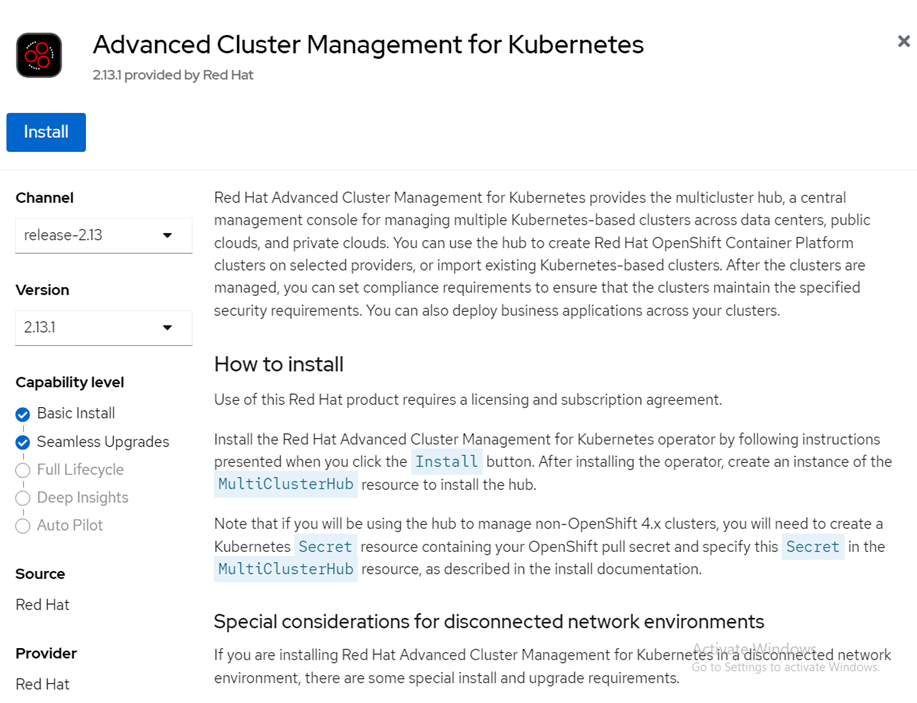 Advanced Cluster Management for Kubernetes
2.13.1 provided by Red Hat
Install
Channel
release-2.13
Version
2.13.1
Capability level
Basic Install
Seamless Upgrades
Full Lifecycle
Deep Insights
Auto Pilot
Source
Red Hat
Provider
Red Hat
Red Hat Advanced Cluster Management for Kubernetes provides the multicluster hub, a central
management console for managing multiple Kubernetes-based clusters across data centers, public
clouds, and private clouds. You can use the hub to create Red Hat OpenShift Container Platform
clusters on selected providers, or import existing Kubernetes-based clusters. After the clusters are
managed, you can set compliance requirements to ensure that the clusters maintain the specified
security requirements. You can also deploy business applications across your clusters.
How to install
Use of this Red Hat product requires a licensing and subscription agreement.
Install the Red Hat Advanced Cluster Management for Kubernetes operator by following instructions
presented when you click the Install button. After installing the operator, create an instance of the
MultiClusterHub resource to install the hub.
Note that if you will be using the hub to manage non-OpenShift 4.x clusters, you will need to create a
Kubernetes Secret resource containing your OpenShift pull secret and specify this Secret in the
MultiClusterHub resource, as described in the install documentation.
Special considerations for disconnected network environments
If you are installing Red Hat Advanced Cluster Management for Kubernetes in a disconnected network
environment, there are some special install and upgrade requirements.
Activate Windows
Go to Settings to activate Windows.